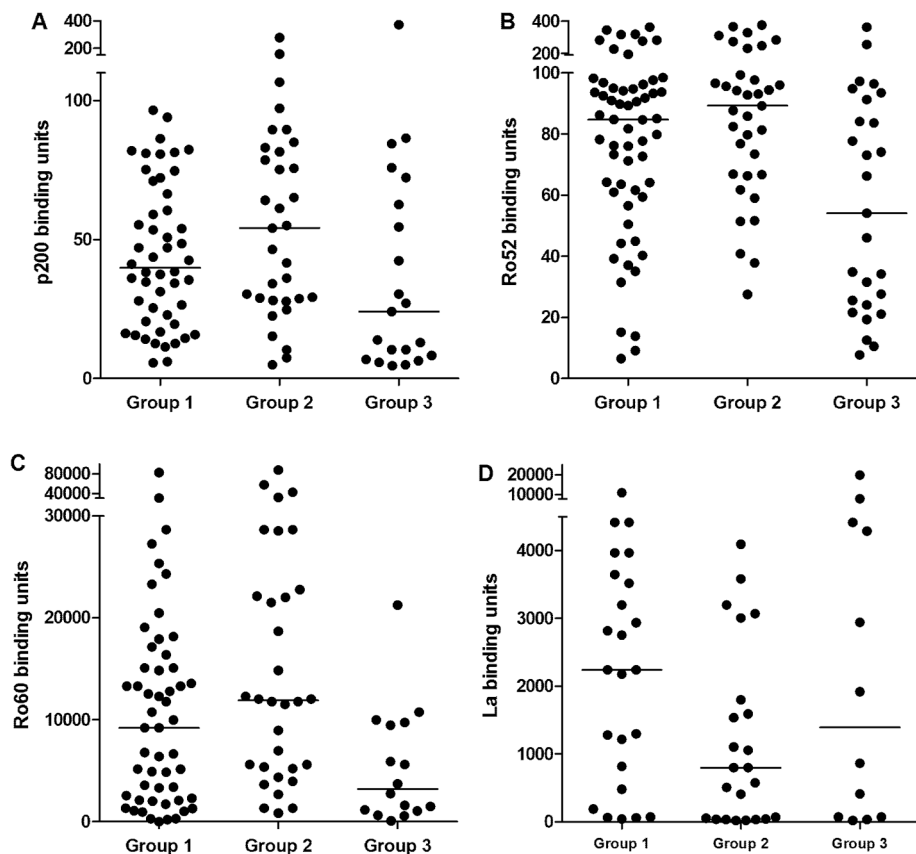 A
p200 binding units
400
200
100
50
0
Group 1 Group 2 Group 3
B
Ro52 binding units
400
200
100
80
60
40
20
0
Group 1 Group 2 Group 3
C
Ro60 binding units
80000
40000
30000
20000
10000
0
Group 1 Group 2 Group 3
D
La binding units
20000
10000
4000
3000
2000
1000
0
Group 1 Group 2 Group 3